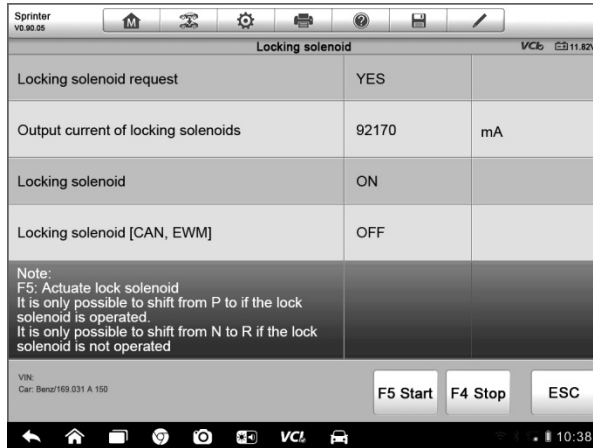 Sprinter
V0.90.05
Locking solenoid
VCI
11.82V
Locking solenoid request YES
Output current of locking solenoids 92170 mA
Locking solenoid ON
Locking solenoid [CAN, EWM] OFF
Note:
F5: Actuate lock solenoid
It is only possible to shift from P to if the lock
solenoid is operated.
It is only possible to shift from N to R if the lock
solenoid is not operated
VIN:
Car: Benz/169.031 A 150
F5 Start F4 Stop ESC
VCI 10:38